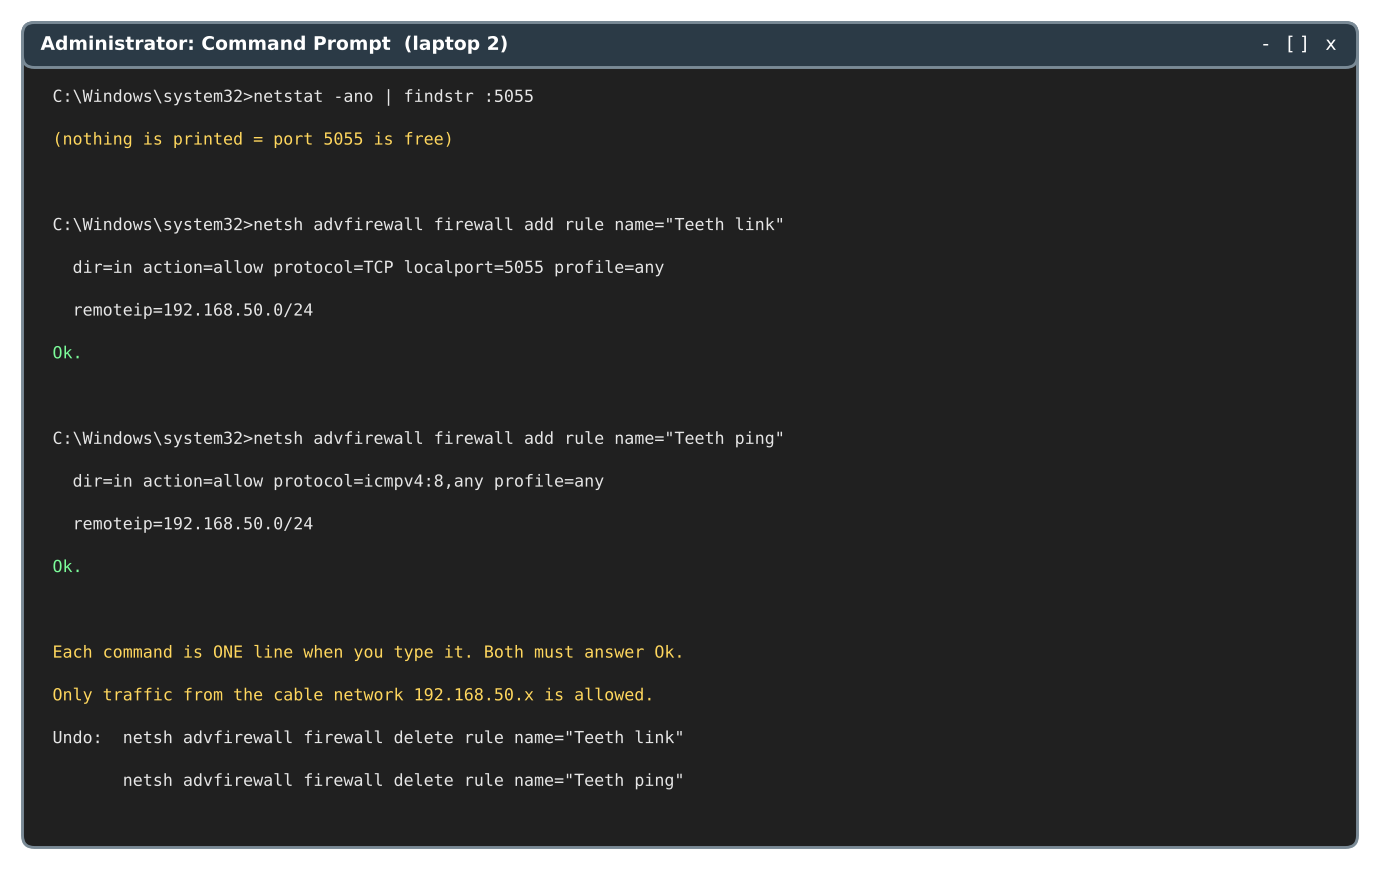 Administrator: Command Prompt  (laptop 2)
- [ ] x
C:\Windows\system32>netstat -ano | findstr :5055
(nothing is printed = port 5055 is free)
C:\Windows\system32>netsh advfirewall firewall add rule name="Teeth link"
  dir=in action=allow protocol=TCP localport=5055 profile=any
  remoteip=192.168.50.0/24
Ok.
C:\Windows\system32>netsh advfirewall firewall add rule name="Teeth ping"
  dir=in action=allow protocol=icmpv4:8,any profile=any
  remoteip=192.168.50.0/24
Ok.
Each command is ONE line when you type it. Both must answer Ok.
Only traffic from the cable network 192.168.50.x is allowed.
Undo:  netsh advfirewall firewall delete rule name="Teeth link"
       netsh advfirewall firewall delete rule name="Teeth ping"